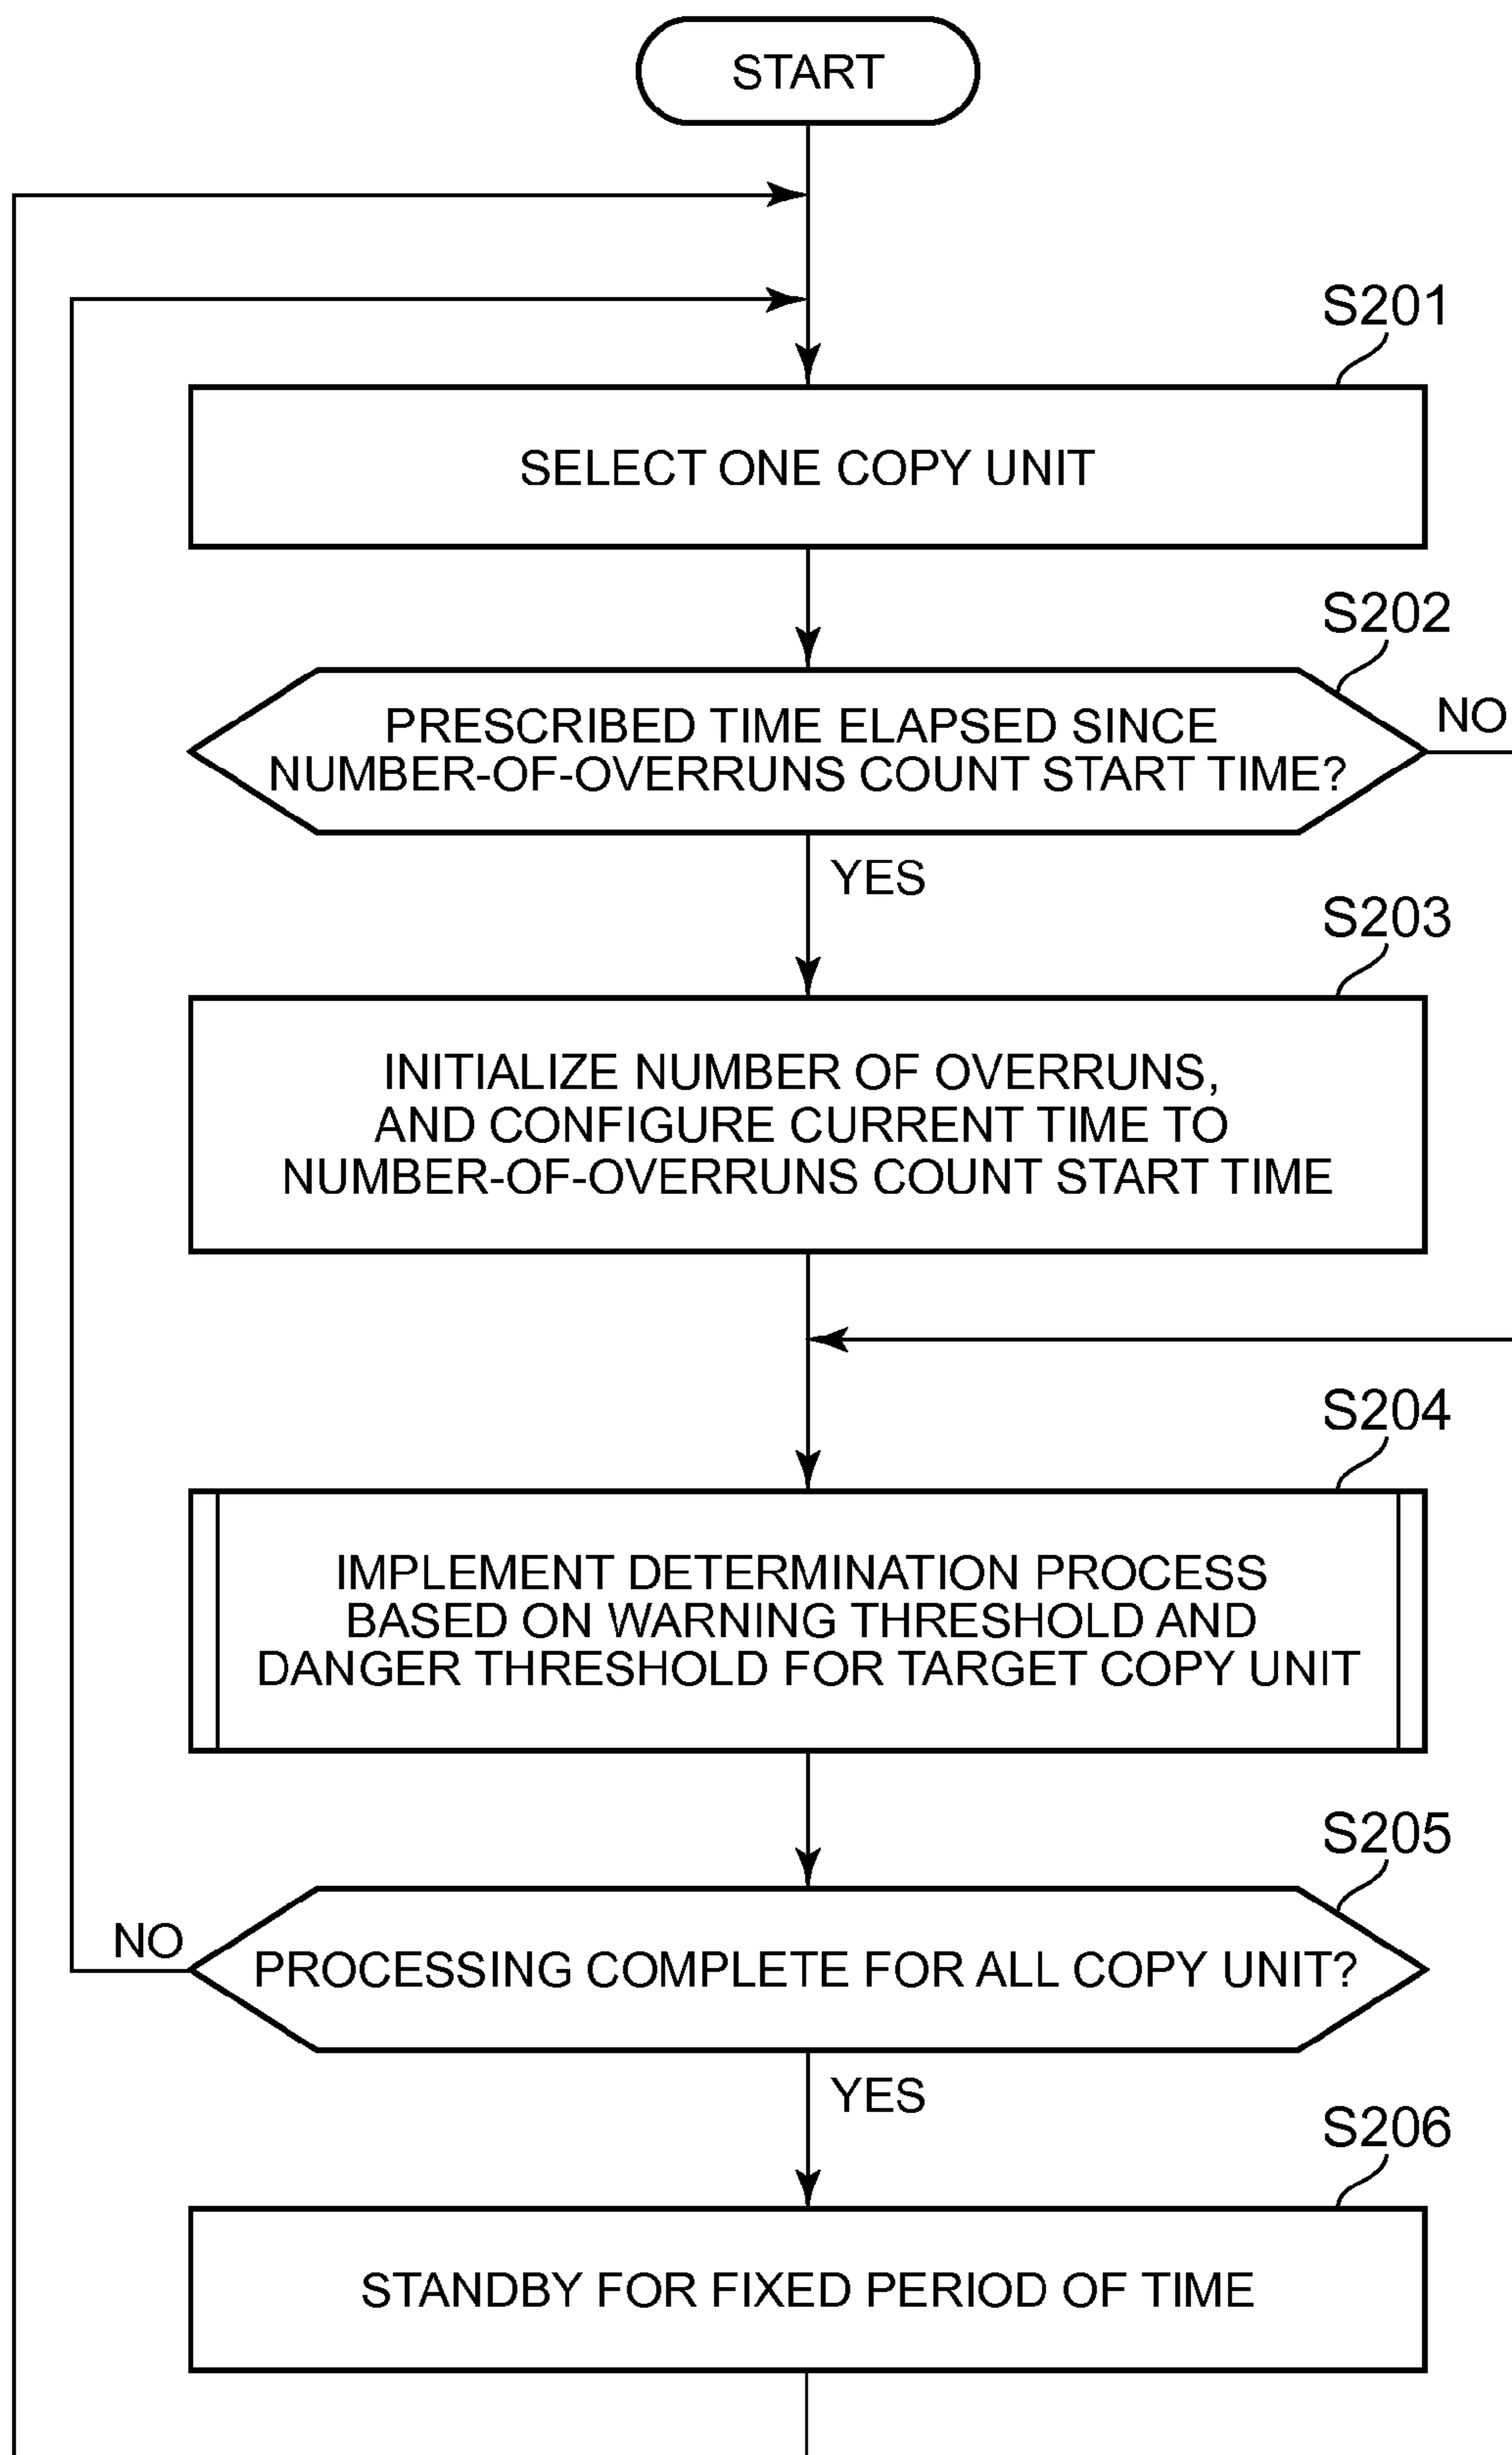 START
S201
SELECT ONE COPY UNIT
S202
PRESCRIBED TIME ELAPSED SINCE
NUMBER-OF-OVERRUNS COUNT START TIME?
NO
YES
S203
INITIALIZE NUMBER OF OVERRUNS,
AND CONFIGURE CURRENT TIME TO
NUMBER-OF-OVERRUNS COUNT START TIME
S204
IMPLEMENT DETERMINATION PROCESS
BASED ON WARNING THRESHOLD AND
DANGER THRESHOLD FOR TARGET COPY UNIT
S205
NO
PROCESSING COMPLETE FOR ALL COPY UNIT?
YES
S206
STANDBY FOR FIXED PERIOD OF TIME